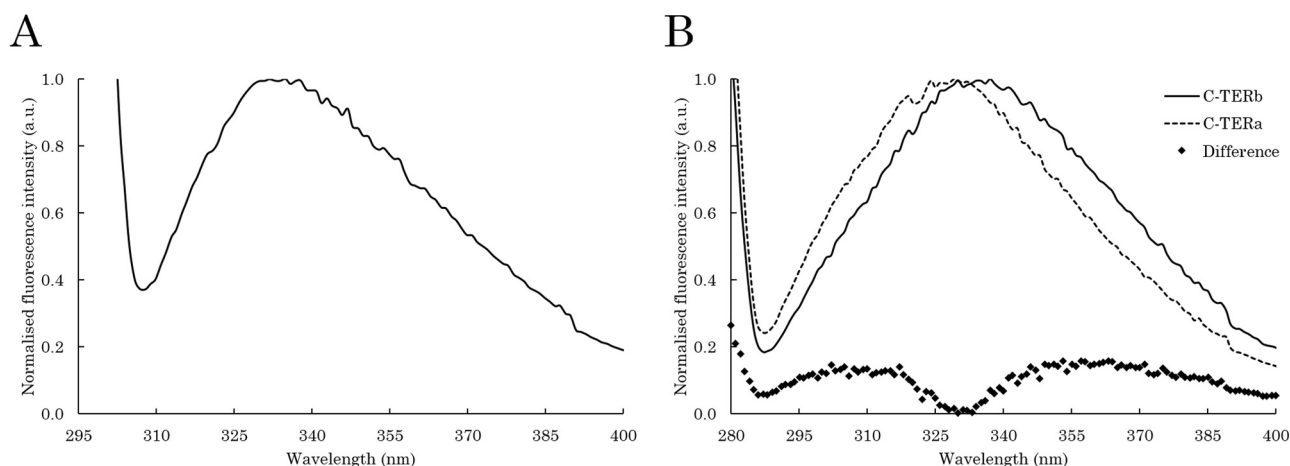 A
Normalised fluorescence intensity (a.u.)
1.0
0.8
0.6
0.4
0.2
0.0
295 310 325 340 355 370 385 400
Wavelength (nm)
B
Normalised fluorescence intensity (a.u.)
1.0
0.8
0.6
0.4
0.2
0.0
280 295 310 325 340 355 370 385 400
Wavelength (nm)
C-TERb
C-TERa
Difference